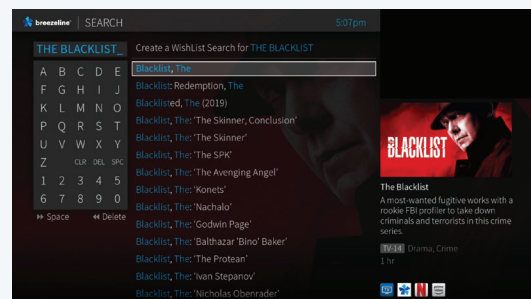 breezeline SEARCH 5:07pm
THE BLACKLIST_
A B C D E
F G H I J
K L M N O
P Q R S T
U V W X Y
Z CLR DEL SPC
1 2 3 4 5
6 7 8 9 0
Space Delete
Create a WishList Search for THE BLACKLIST
Blacklist, The
Blacklist: Redemption, The
Blacklisted, The (2019)
Blacklist, The: 'The Skinner, Conclusion'
Blacklist, The: 'The Skinner'
Blacklist, The: 'The SPK'
Blacklist, The: 'The Avenging Angel'
Blacklist, The: 'Konets'
Blacklist, The: 'Nachalo'
Blacklist, The: 'Godwin Page'
Blacklist, The: 'Balthazar 'Bino' Baker'
Blacklist, The: 'The Protean'
Blacklist, The: 'Ivan Stepanov'
Blacklist, The: 'Nicholas Obenrader'
BLACKLIST
The Blacklist
A most-wanted fugitive works with a
rookie FBI profiler to take down
criminals and terrorists in this crime
series.
TV-14 Drama, Crime
1 hr
N